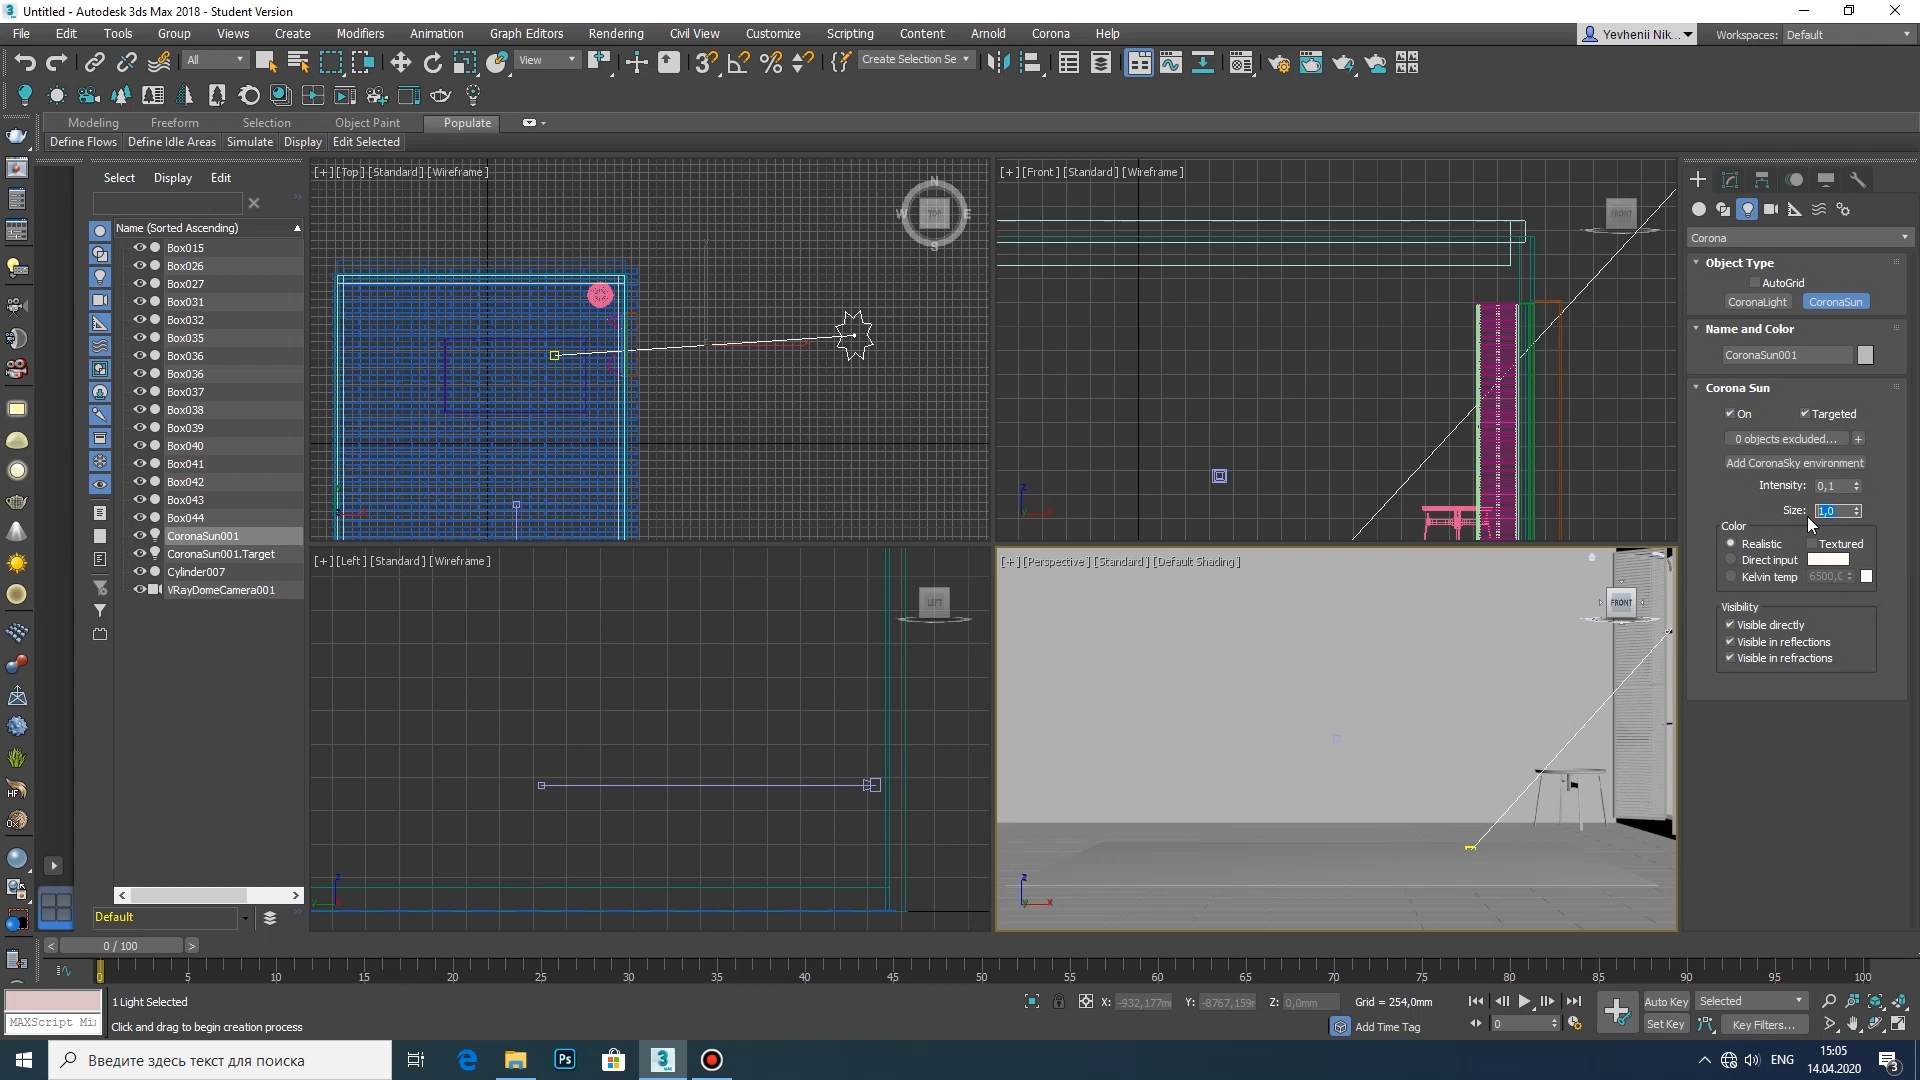 Untitled - Autodesk 3ds Max 2018 - Student Version
File Edit Tools Group Views Create Modifiers Animation Graph Editors Rendering Civil View Customize Scripting Content Arnold Corona Help
Yevhenii Nik... Workspaces: Default
All View Create Selection Se
Modeling Freeform Selection Object Paint Populate
Define Flows Define Idle Areas Simulate Display Edit Selected
Select Display Edit
Name (Sorted Ascending)
Box015
Box026
Box027
Box031
Box032
Box035
Box036
Box036
Box037
Box038
Box039
Box040
Box041
Box042
Box043
Box044
CoronaSun001
CoronaSun001.Target
Cylinder007
VRayDomeCamera001
Default
[+] [Top] [Standard] [Wireframe]
N
W TOP E
S
[+] [Front] [Standard] [Wireframe]
FRONT
[+] [Left] [Standard] [Wireframe]
LEFT
[+] [Perspective] [Standard] [Default Shading]
FRONT
Corona
Object Type
AutoGrid
CoronaLight CoronaSun
Name and Color
CoronaSun001
Corona Sun
On Targeted
0 objects excluded... +
Add CoronaSky environment
Intensity: 0,1
Size: 1,0
Color
Realistic Textured
Direct input
Kelvin temp 6500,0
Visibility
Visible directly
Visible in reflections
Visible in refractions
0 / 100
0 5 10 15 20 25 30 35 40 45 50 55 60 65 70 75 80 85 90 95 100
1 Light Selected
X: -932,177m Y: -8767,159m Z: 0,0mm Grid = 254,0mm
Auto Key Selected
MAXScript Mi
Click and drag to begin creation process
Add Time Tag
0
Set Key Key Filters...
Введите здесь текст для поиска
Ps
3
ENG
15:05
14.04.2020
3